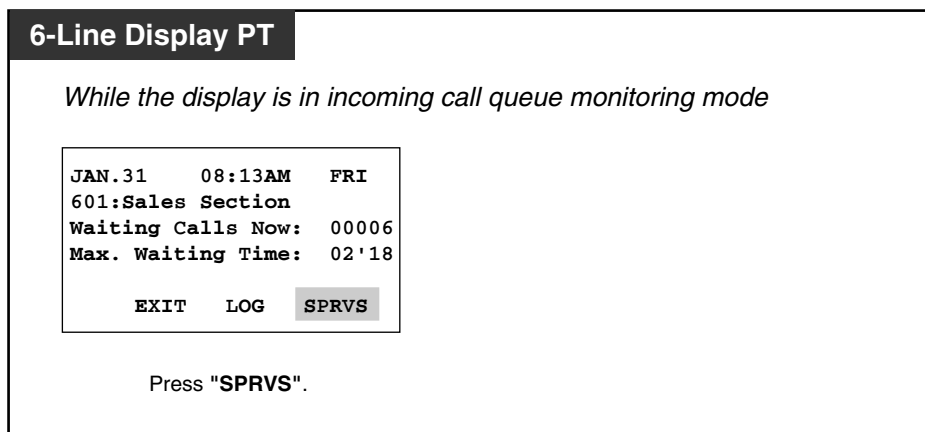 6-Line Display PT
While the display is in incoming call queue monitoring mode
JAN.31 08:13AM FRI
601:Sales Section
Waiting Calls Now: 00006
Max. Waiting Time: 02'18
EXIT LOG SPRVS
Press "SPRVS".